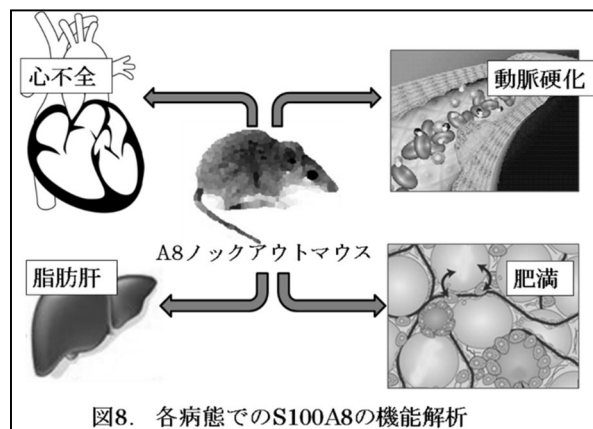 心不全
動脈硬化
A8ノックアウトマウス
脂肪肝
肥満
図8. 各病態でのS100A8の機能解析